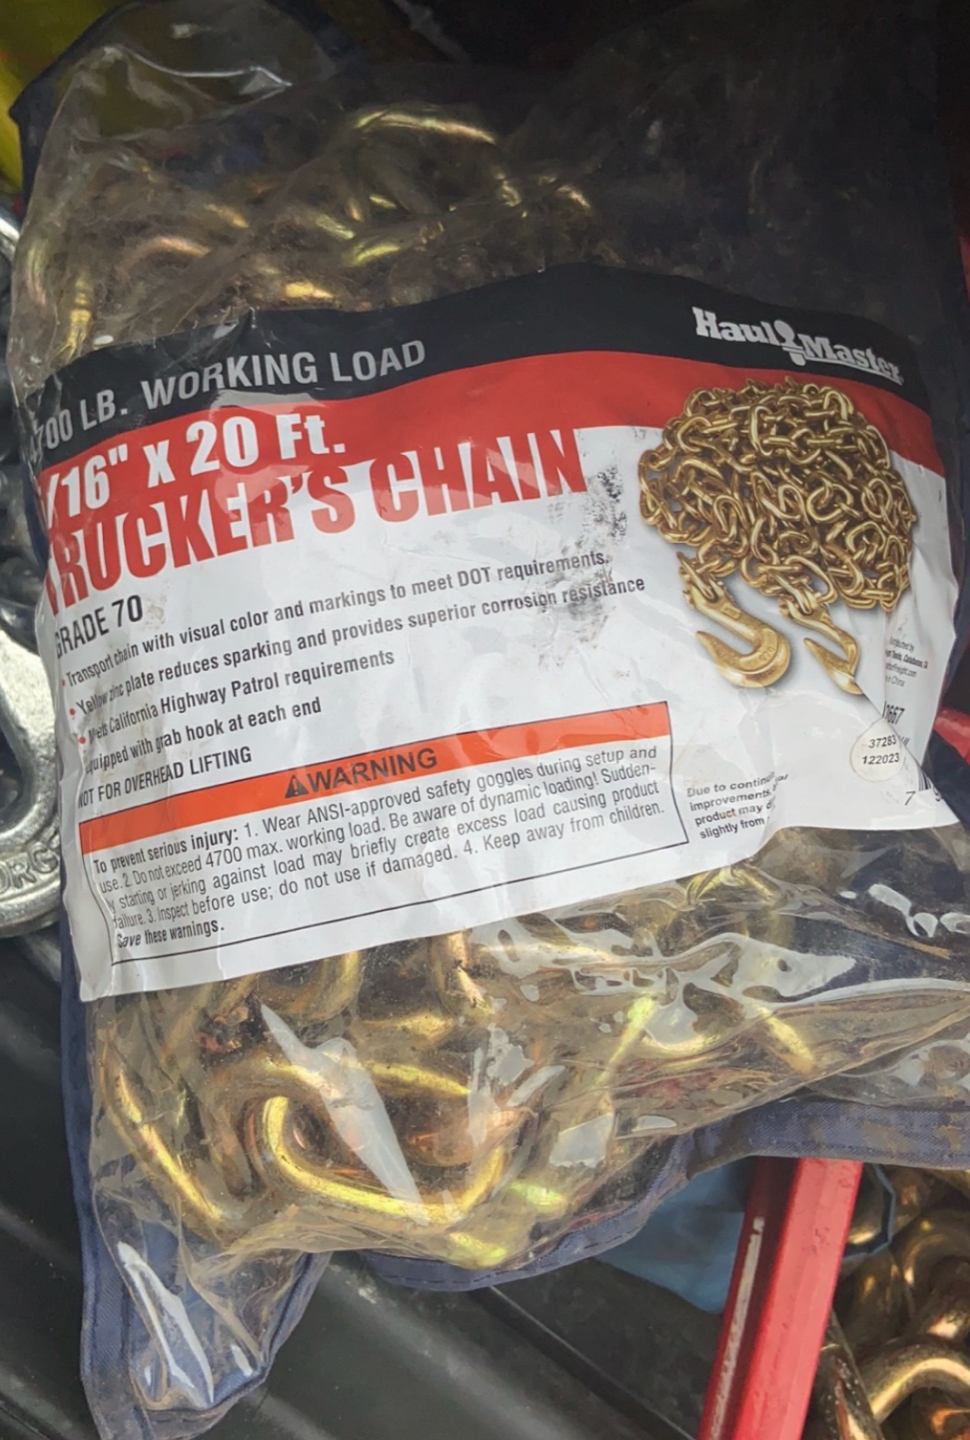 Haul Master
700 LB. WORKING LOAD
/16" x 20 Ft.
TRUCKER'S CHAIN
GRADE 70
• Transport chain with visual color and markings to meet DOT requirements.
• Yellow zinc plate reduces sparking and provides superior corrosion resistance
• Meets California Highway Patrol requirements
Equipped with grab hook at each end
NOT FOR OVERHEAD LIFTING
⚠WARNING
To prevent serious injury: 1. Wear ANSI-approved safety goggles during setup and
use. 2. Do not exceed 4700 max. working load. Be aware of dynamic loading! Sudden-
ly starting or jerking against load may briefly create excess load causing product
failure. 3. Inspect before use; do not use if damaged. 4. Keep away from children.
Save these warnings.
Due to continuing
improvements,
product may d
slightly from
37283
122023
7